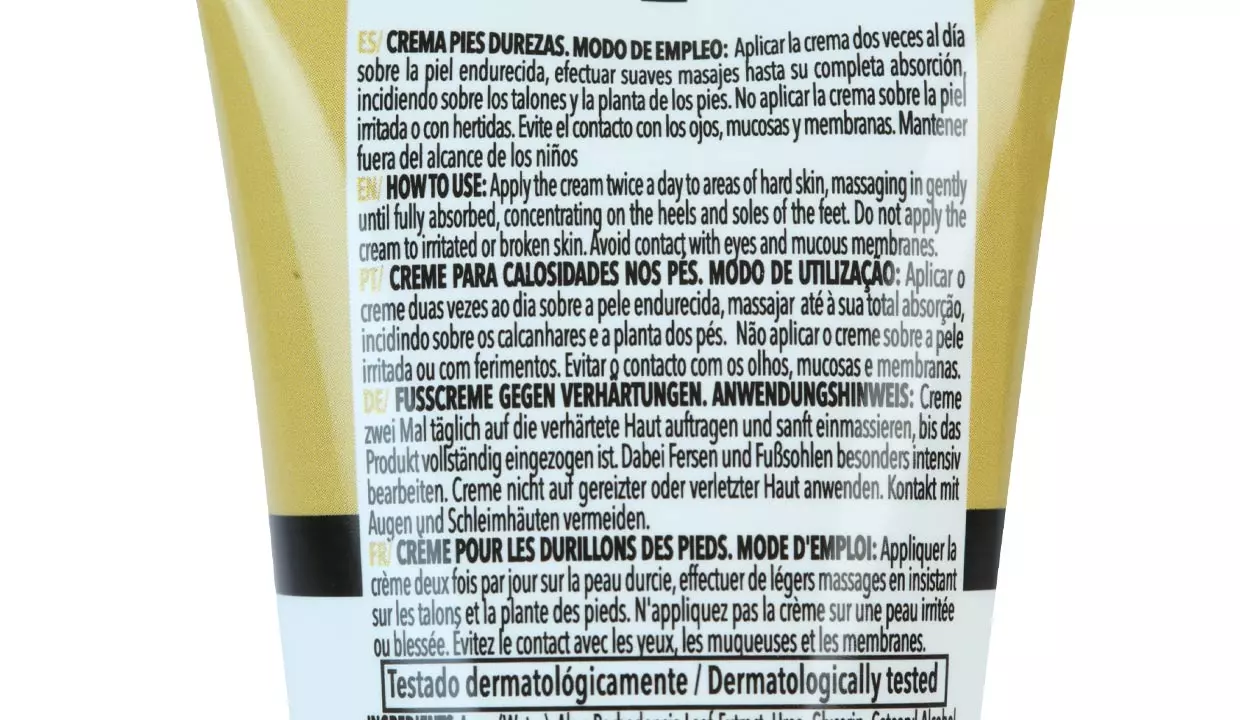 ES/ CREMA PIES DUREZAS. MODO DE EMPLEO: Aplicar la crema dos veces al día
sobre la piel endurecida, efectuar suaves masajes hasta su completa absorción,
incidiendo sobre los talones y la planta de los pies. No aplicar la crema sobre la piel
irritada o con hertidas. Evite el contacto con los ojos, mucosas y membranas. Mantener
fuera del alcance de los niños
EN/ HOW TO USE: Apply the cream twice a day to areas of hard skin, massaging in gently
until fully absorbed, concentrating on the heels and soles of the feet. Do not apply the
cream to irritated or broken skin. Avoid contact with eyes and mucous membranes.
PT/ CREME PARA CALOSIDADES NOS PÉS. MODO DE UTILIZAÇÃO: Aplicar o
creme duas vezes ao dia sobre a pele endurecida, massajar até à sua total absorção,
incidindo sobre os calcanhares e a planta dos pés. Não aplicar o creme sobre a pele
irritada ou com ferimentos. Evitar o contacto com os olhos, mucosas e membranas.
DE/ FUSSCREME GEGEN VERHÄRTUNGEN. ANWENDUNGSHINWEIS: Creme
zwei Mal täglich auf die verhärtete Haut auftragen und sanft einmassieren, bis das
Produkt vollständig eingezogen ist. Dabei Fersen und Fußsohlen besonders intensiv
bearbeiten. Creme nicht auf gereizter oder verletzter Haut anwenden. Kontakt mit
Augen und Schleimhäuten vermeiden.
FR/ CRÈME POUR LES DURILLONS DES PIEDS. MODE D'EMPLOI: Appliquer la
crème deux fois par jour sur la peau durcie, effectuer de légers massages en insistant
sur les talons et la plante des pieds. N'appliquez pas la crème sur une peau irritée
ou blessée. Évitez le contact avec les yeux, les muqueuses et les membranes.
Testado dermatológicamente / Dermatologically tested